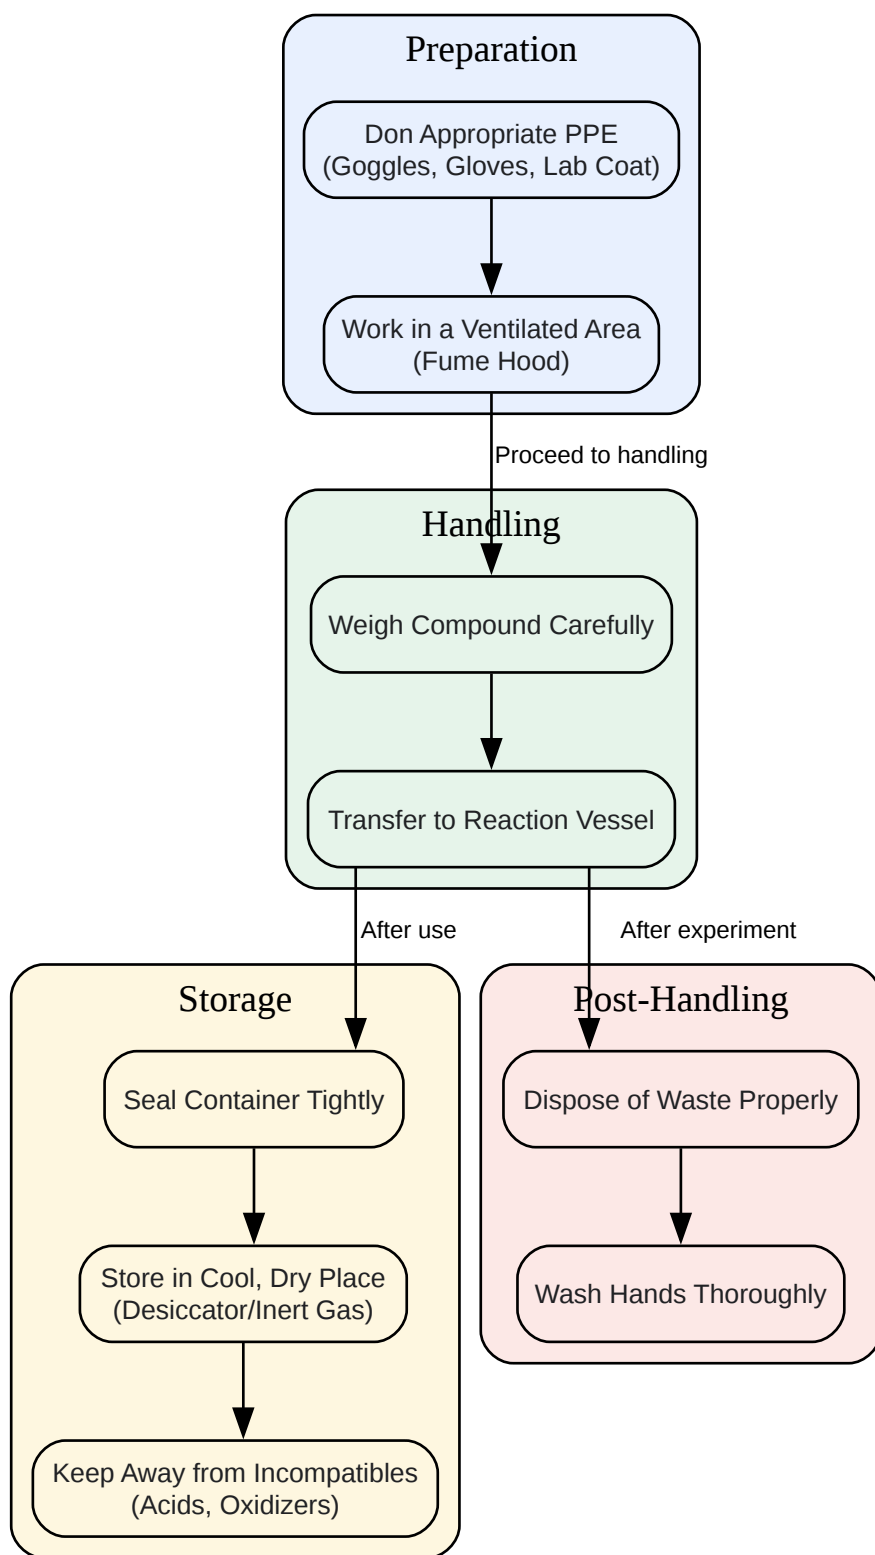 Preparation
Don Appropriate PPE
(Goggles, Gloves, Lab Coat)
Work in a Ventilated Area
(Fume Hood)
Proceed to handling
Handling
Weigh Compound Carefully
Transfer to Reaction Vessel
After use
After experiment
Storage
Seal Container Tightly
Store in Cool, Dry Place
(Desiccator/Inert Gas)
Keep Away from Incompatibles
(Acids, Oxidizers)
Post-Handling
Dispose of Waste Properly
Wash Hands Thoroughly